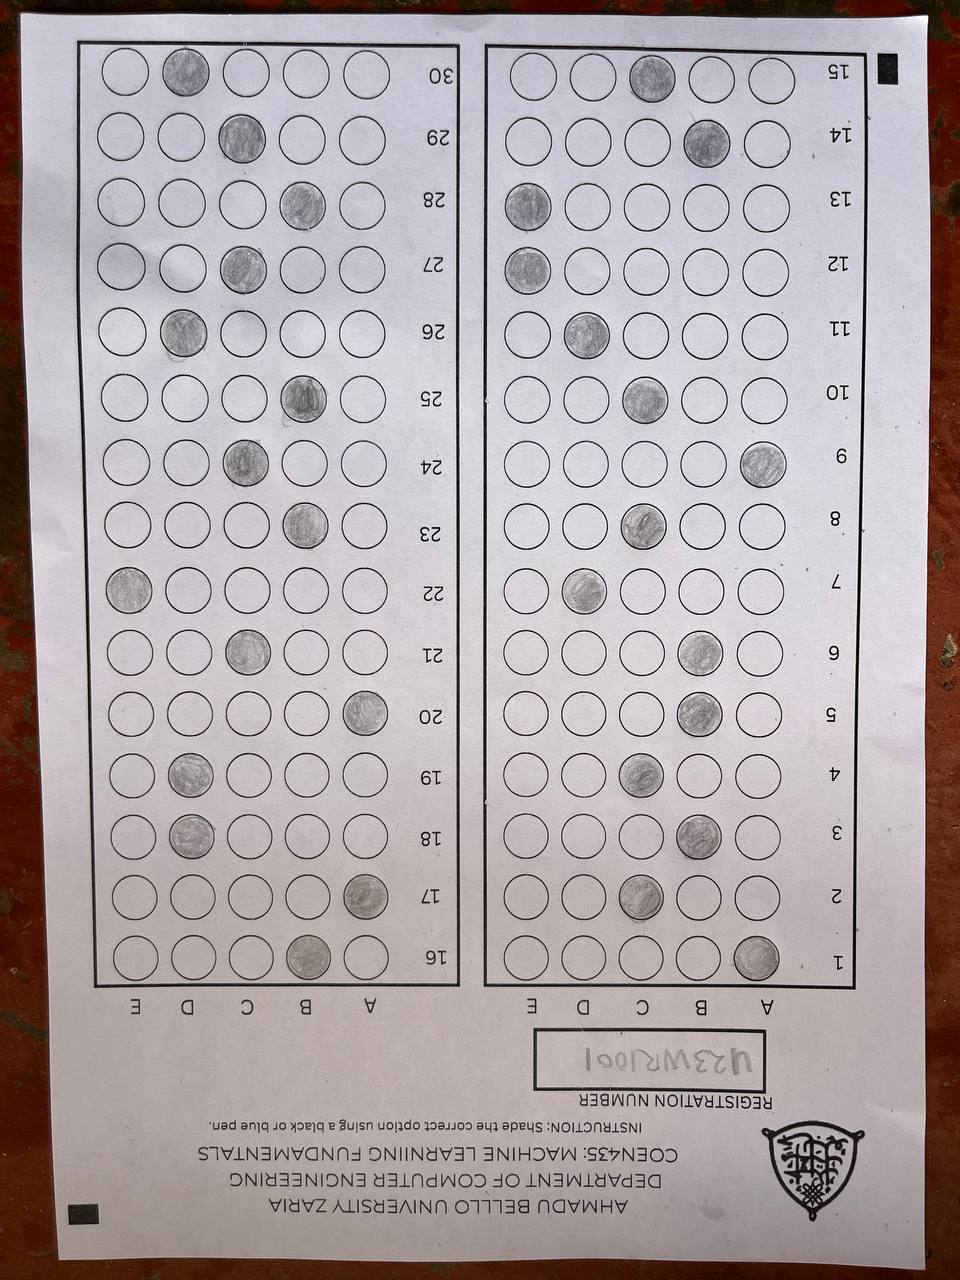 AHMADU BELLLO UNIVERSITY ZARIA
DEPARTMENT OF COMPUTER ENGINEERING
COEN435: MACHINE LEARNIING FUNDAMENTALS
INSTRUCTION: Shade the correct option using a black or blue pen.
REGISTRATION NUMBER
U23WR1001
A B C D E A B C D E
1 16
2 17
3 18
4 19
5 20
6 21
7 22
8 23
9 24
10 25
11 26
12 27
13 28
14 29
15 30